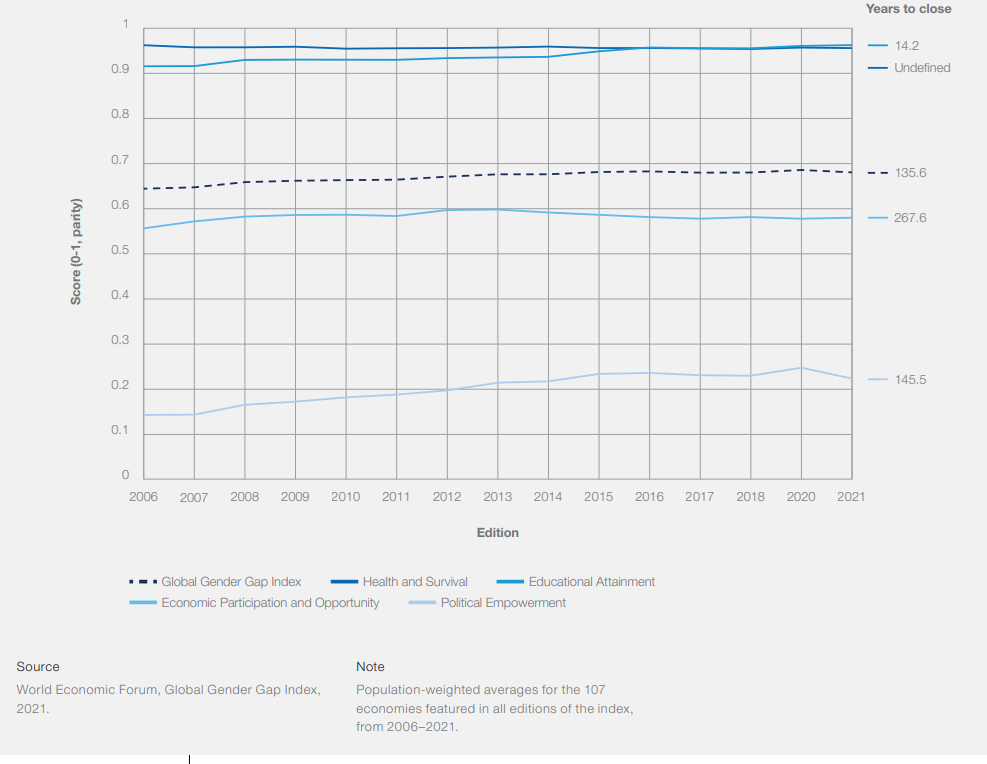 Years to close
1
0.9
0.8
0.7
0.6
0.5
0.4
0.3
0.2
0.1
0
Score (0-1, parity)
14.2
Undefined
135.6
267.6
145.5
2006 2007 2008 2009 2010 2011 2012 2013 2014 2015 2016 2017 2018 2020 2021
Edition
Global Gender Gap Index Health and Survival Educational Attainment
Economic Participation and Opportunity Political Empowerment
Source
World Economic Forum, Global Gender Gap Index,
2021.
Note
Population-weighted averages for the 107
economies featured in all editions of the index,
from 2006–2021.